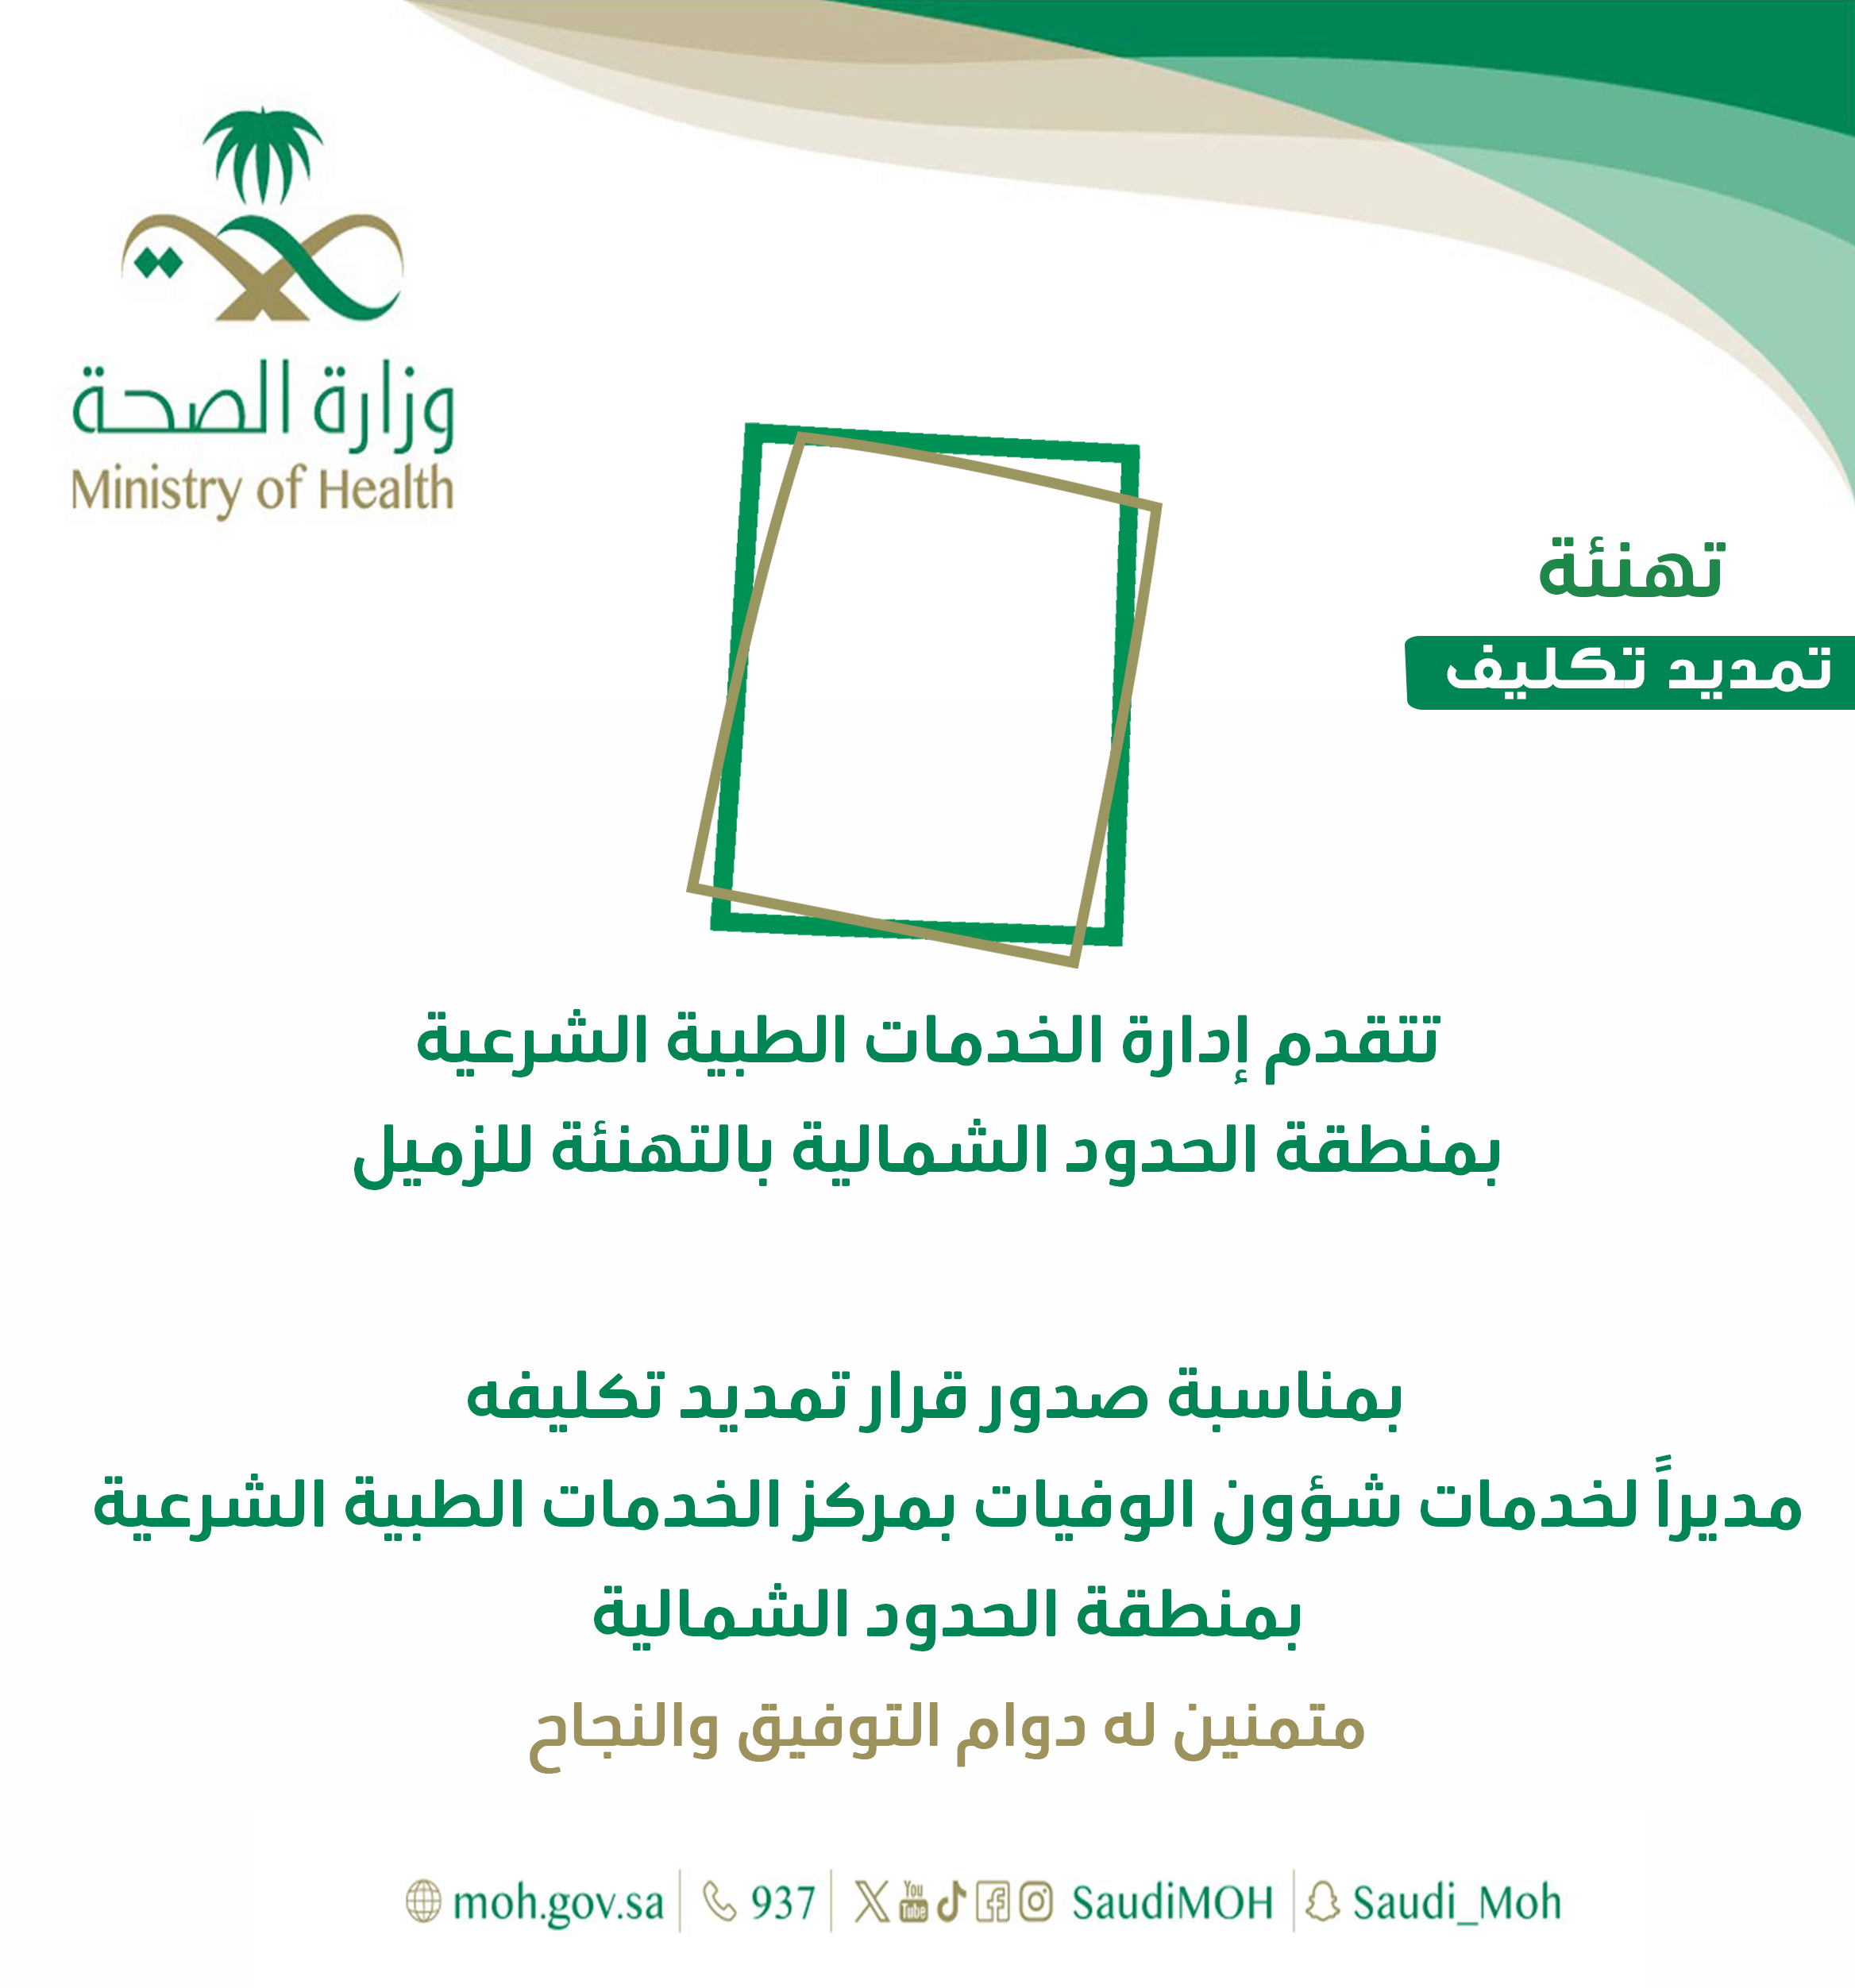 وزارة الصحة
Ministry of Health
تهنئة
تمديد تكليف
تتقدم إدارة الخدمات الطبية الشرعية
بمنطقة الحدود الشمالية بالتهنئة للزميل
بمناسبة صدور قرار تمديد تكليفه
مديراً لخدمات شؤون الوفيات بمركز الخدمات الطبية الشرعية
بمنطقة الحدود الشمالية
متمنين له دوام التوفيق والنجاح
moh.gov.sa 937 You Tube SaudiMOH Saudi_Moh